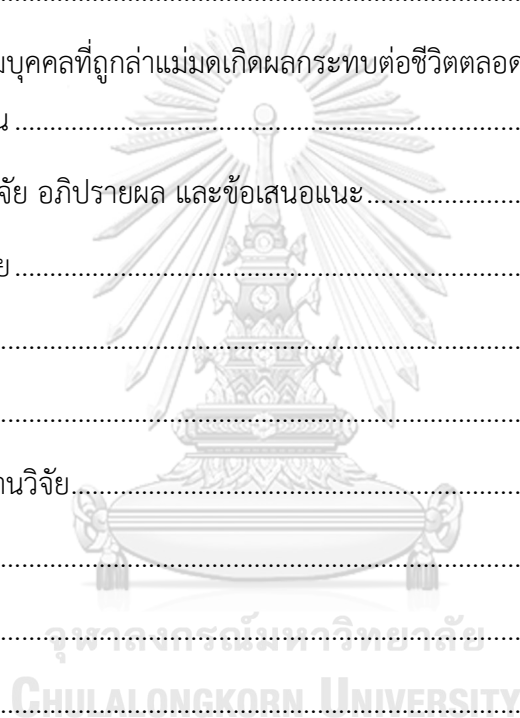 ......................................................................
มบุคคลที่ถูกล่าแม่มดเกิดผลกระทบต่อชีวิตตลอด
น......................................................................
จัย อภิปรายผล และข้อเสนอแนะ......................
ย......................................................................
......................................................................
......................................................................
านวิจัย..............................................................
......................................................................
......................................................................
จุฬาลงกรณ์มหาวิทยาลัย
......................................................................
CHULALONGKORN UNIVERSITY